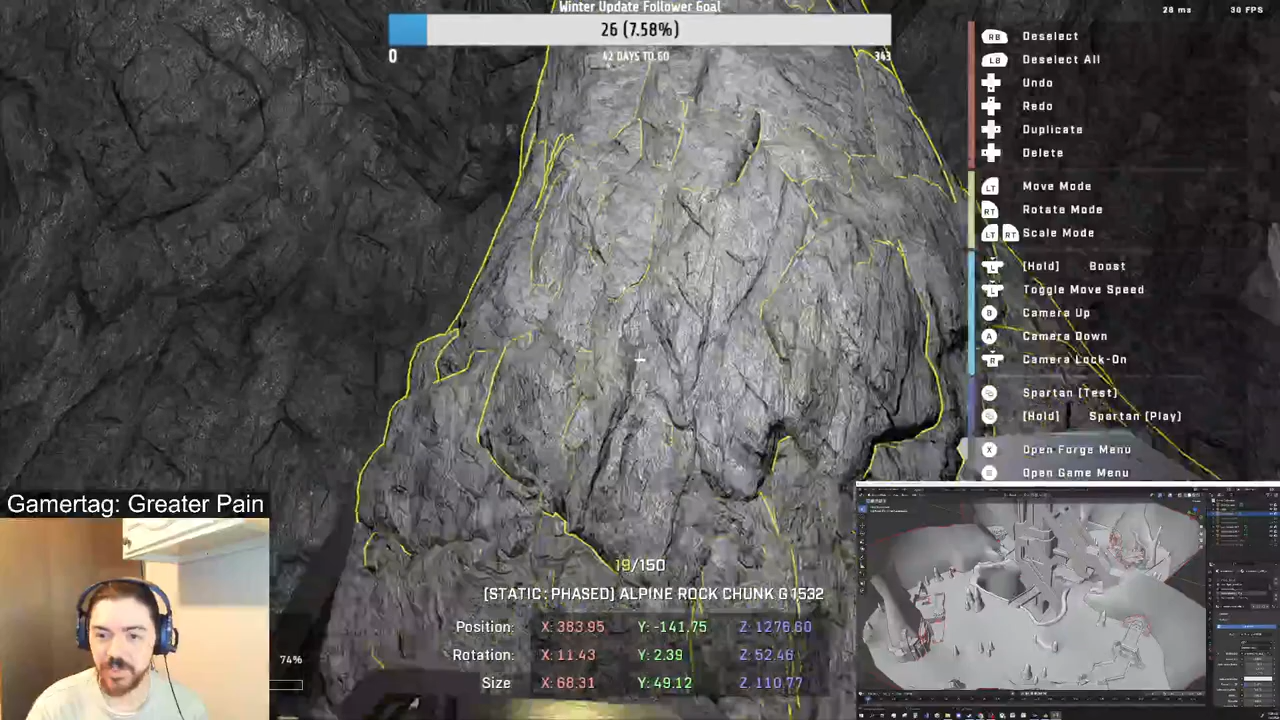 Winter Update Follower Goal
26 (7.58%)
0
42 DAYS TO GO
343
28 ms
30 FPS
RB Deselect
LB Deselect All
Undo
Redo
Duplicate
Delete
LT Move Mode
RT Rotate Mode
LT RT Scale Mode
L [Hold] Boost
L Toggle Move Speed
B Camera Up
A Camera Down
R Camera Lock-On
Spartan (Test)
[Hold] Spartan (Play)
X Open Forge Menu
Open Game Menu
Gamertag: Greater Pain
19/150
[STATIC : PHASED] ALPINE ROCK CHUNK G 1532
Position: X: 383.95 Y: -141.75 Z: 1276.60
Rotation: X: 11.43 Y: 2.39 Z: 52.46
Size X: 68.31 Y: 49.12 Z: 110.77
74%